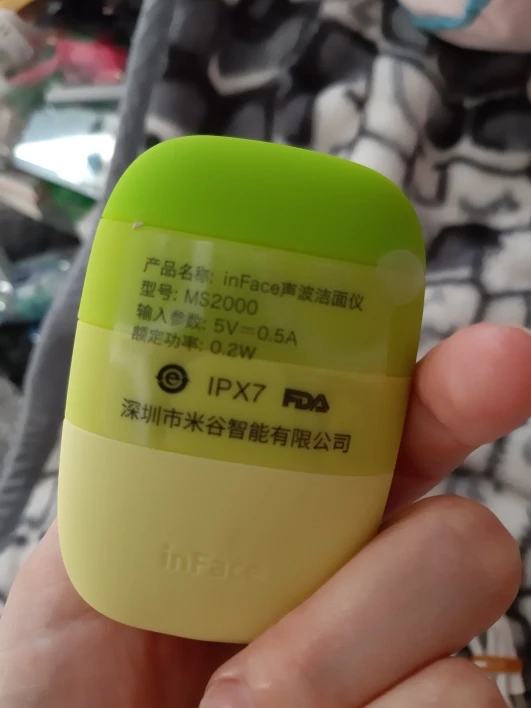 产品名称: inFace声波洁面仪
型号: MS2000
输入参数: 5V⎓0.5A
额定功率: 0.2W
e IPX7 FDA
深圳市米谷智能有限公司
inFace